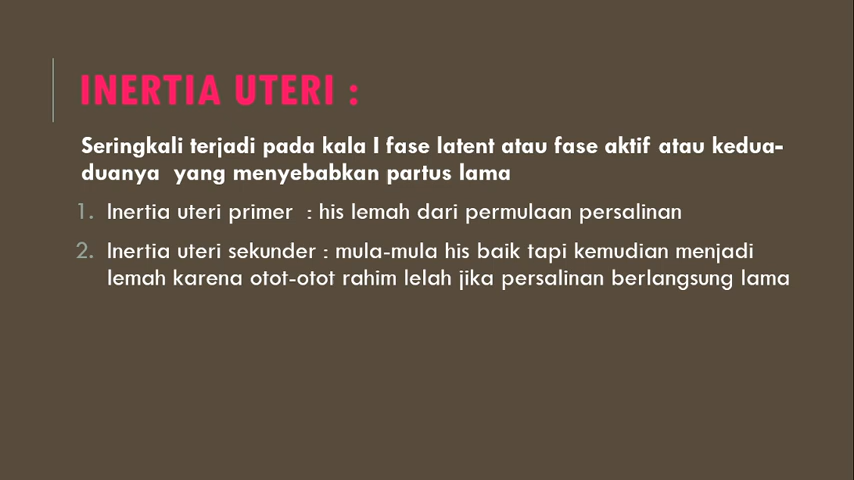 INERTIA UTERI :
Seringkali terjadi pada kala I fase latent atau fase aktif atau kedua-
duanya yang menyebabkan partus lama
1. Inertia uteri primer : his lemah dari permulaan persalinan
2. Inertia uteri sekunder : mula-mula his baik tapi kemudian menjadi
lemah karena otot-otot rahim lelah jika persalinan berlangsung lama